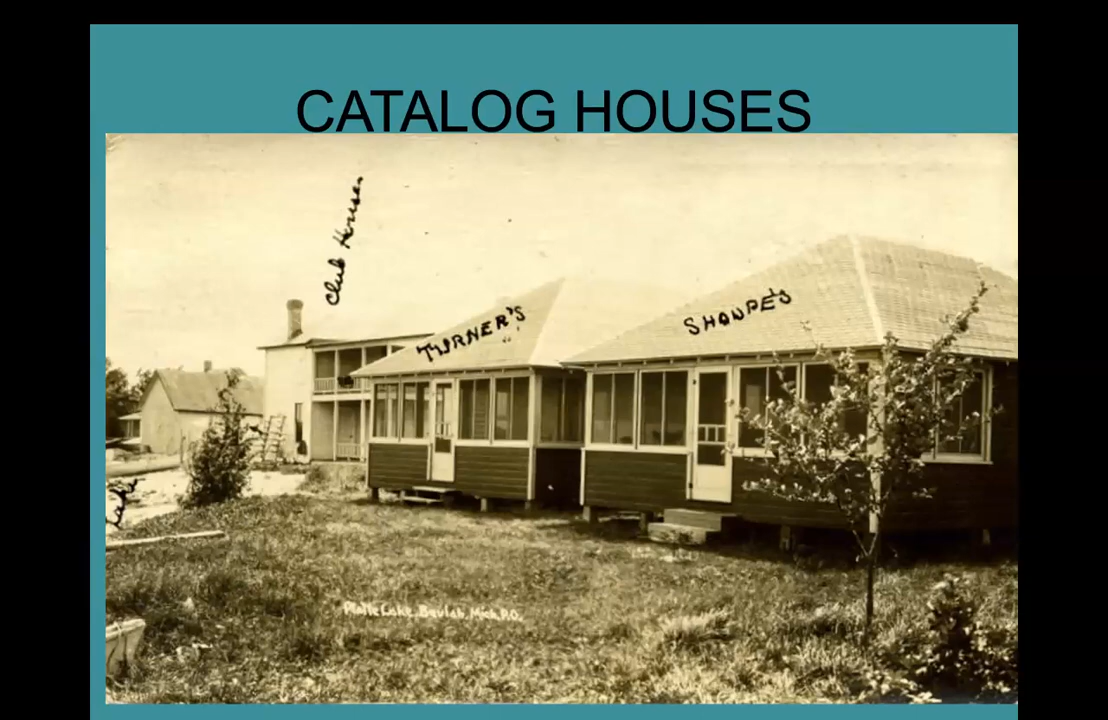 CATALOG HOUSES
Club House
TURNER'S
SHOUPE'S
Platte Lake, Beulah, Mich. P.O.